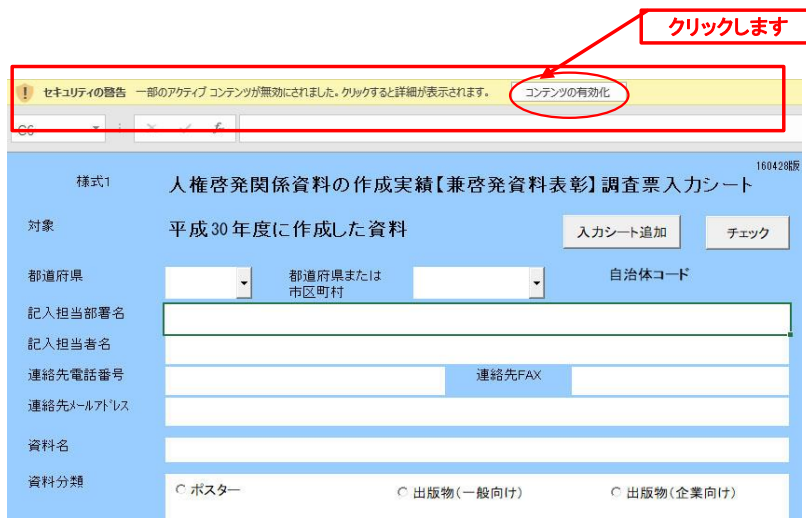 クリックします
セキュリティの警告 一部のアクティブ コンテンツが無効にされました。クリックすると詳細が表示されます。 コンテンツの有効化
160428版
様式1 人権啓発関係資料の作成実績【兼啓発資料表彰】調査票入力シート
対象 平成30年度に作成した資料 入力シート追加 チェック
都道府県 都道府県または市区町村 自治体コード
記入担当部署名
記入担当者名
連絡先電話番号 連絡先FAX
連絡先メールアドレス
資料名
資料分類 ポスター 出版物(一般向け) 出版物(企業向け)